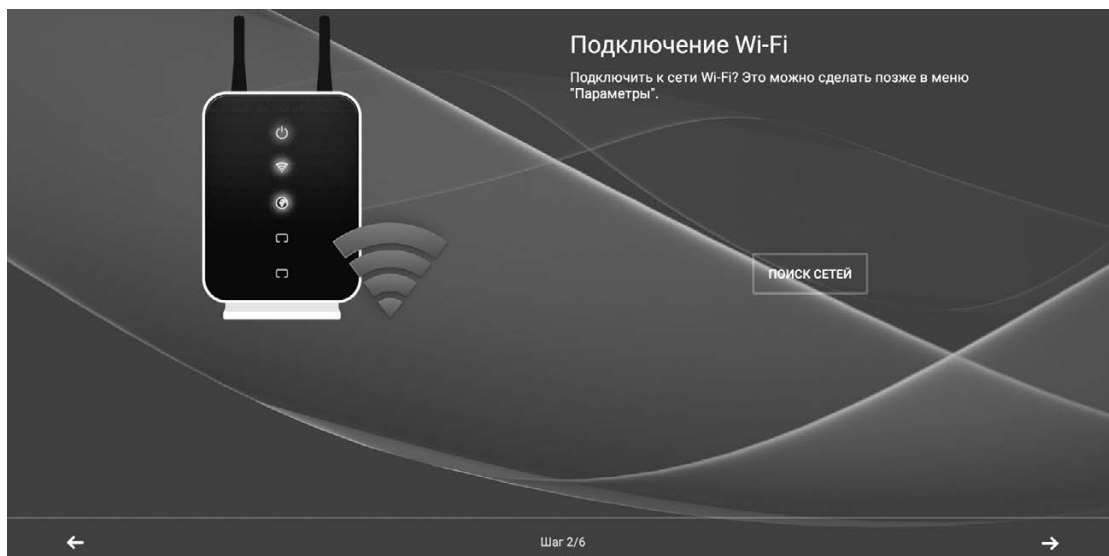 Подключение Wi-Fi
Подключить к сети Wi-Fi? Это можно сделать позже в меню
"Параметры".
ПОИСК СЕТЕЙ
Шаг 2/6